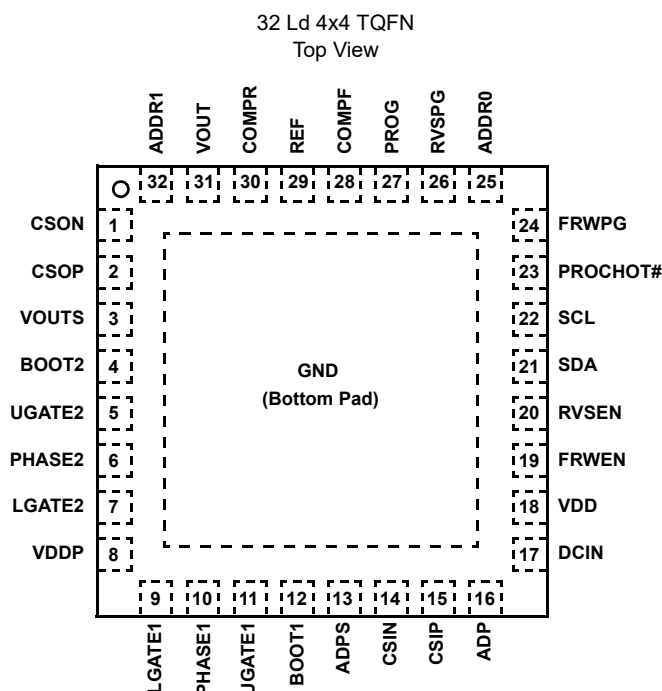 32 Ld 4x4 TQFN
Top View
ADDR1
VOUT
COMPR
REF
COMPF
PROG
RVSPG
ADDR0
32 31 30 29 28 27 26 25
CSON 1
CSOP 2
VOUTS 3
BOOT2 4
UGATE2 5
PHASE2 6
LGATE2 7
VDDP 8
GND
(Bottom Pad)
24 FRWPG
23 PROCHOT#
22 SCL
21 SDA
20 RVSEN
19 FRWEN
18 VDD
17 DCIN
9 10 11 12 13 14 15 16
LGATE1
PHASE1
UGATE1
BOOT1
ADPS
CSIN
CSIP
ADP